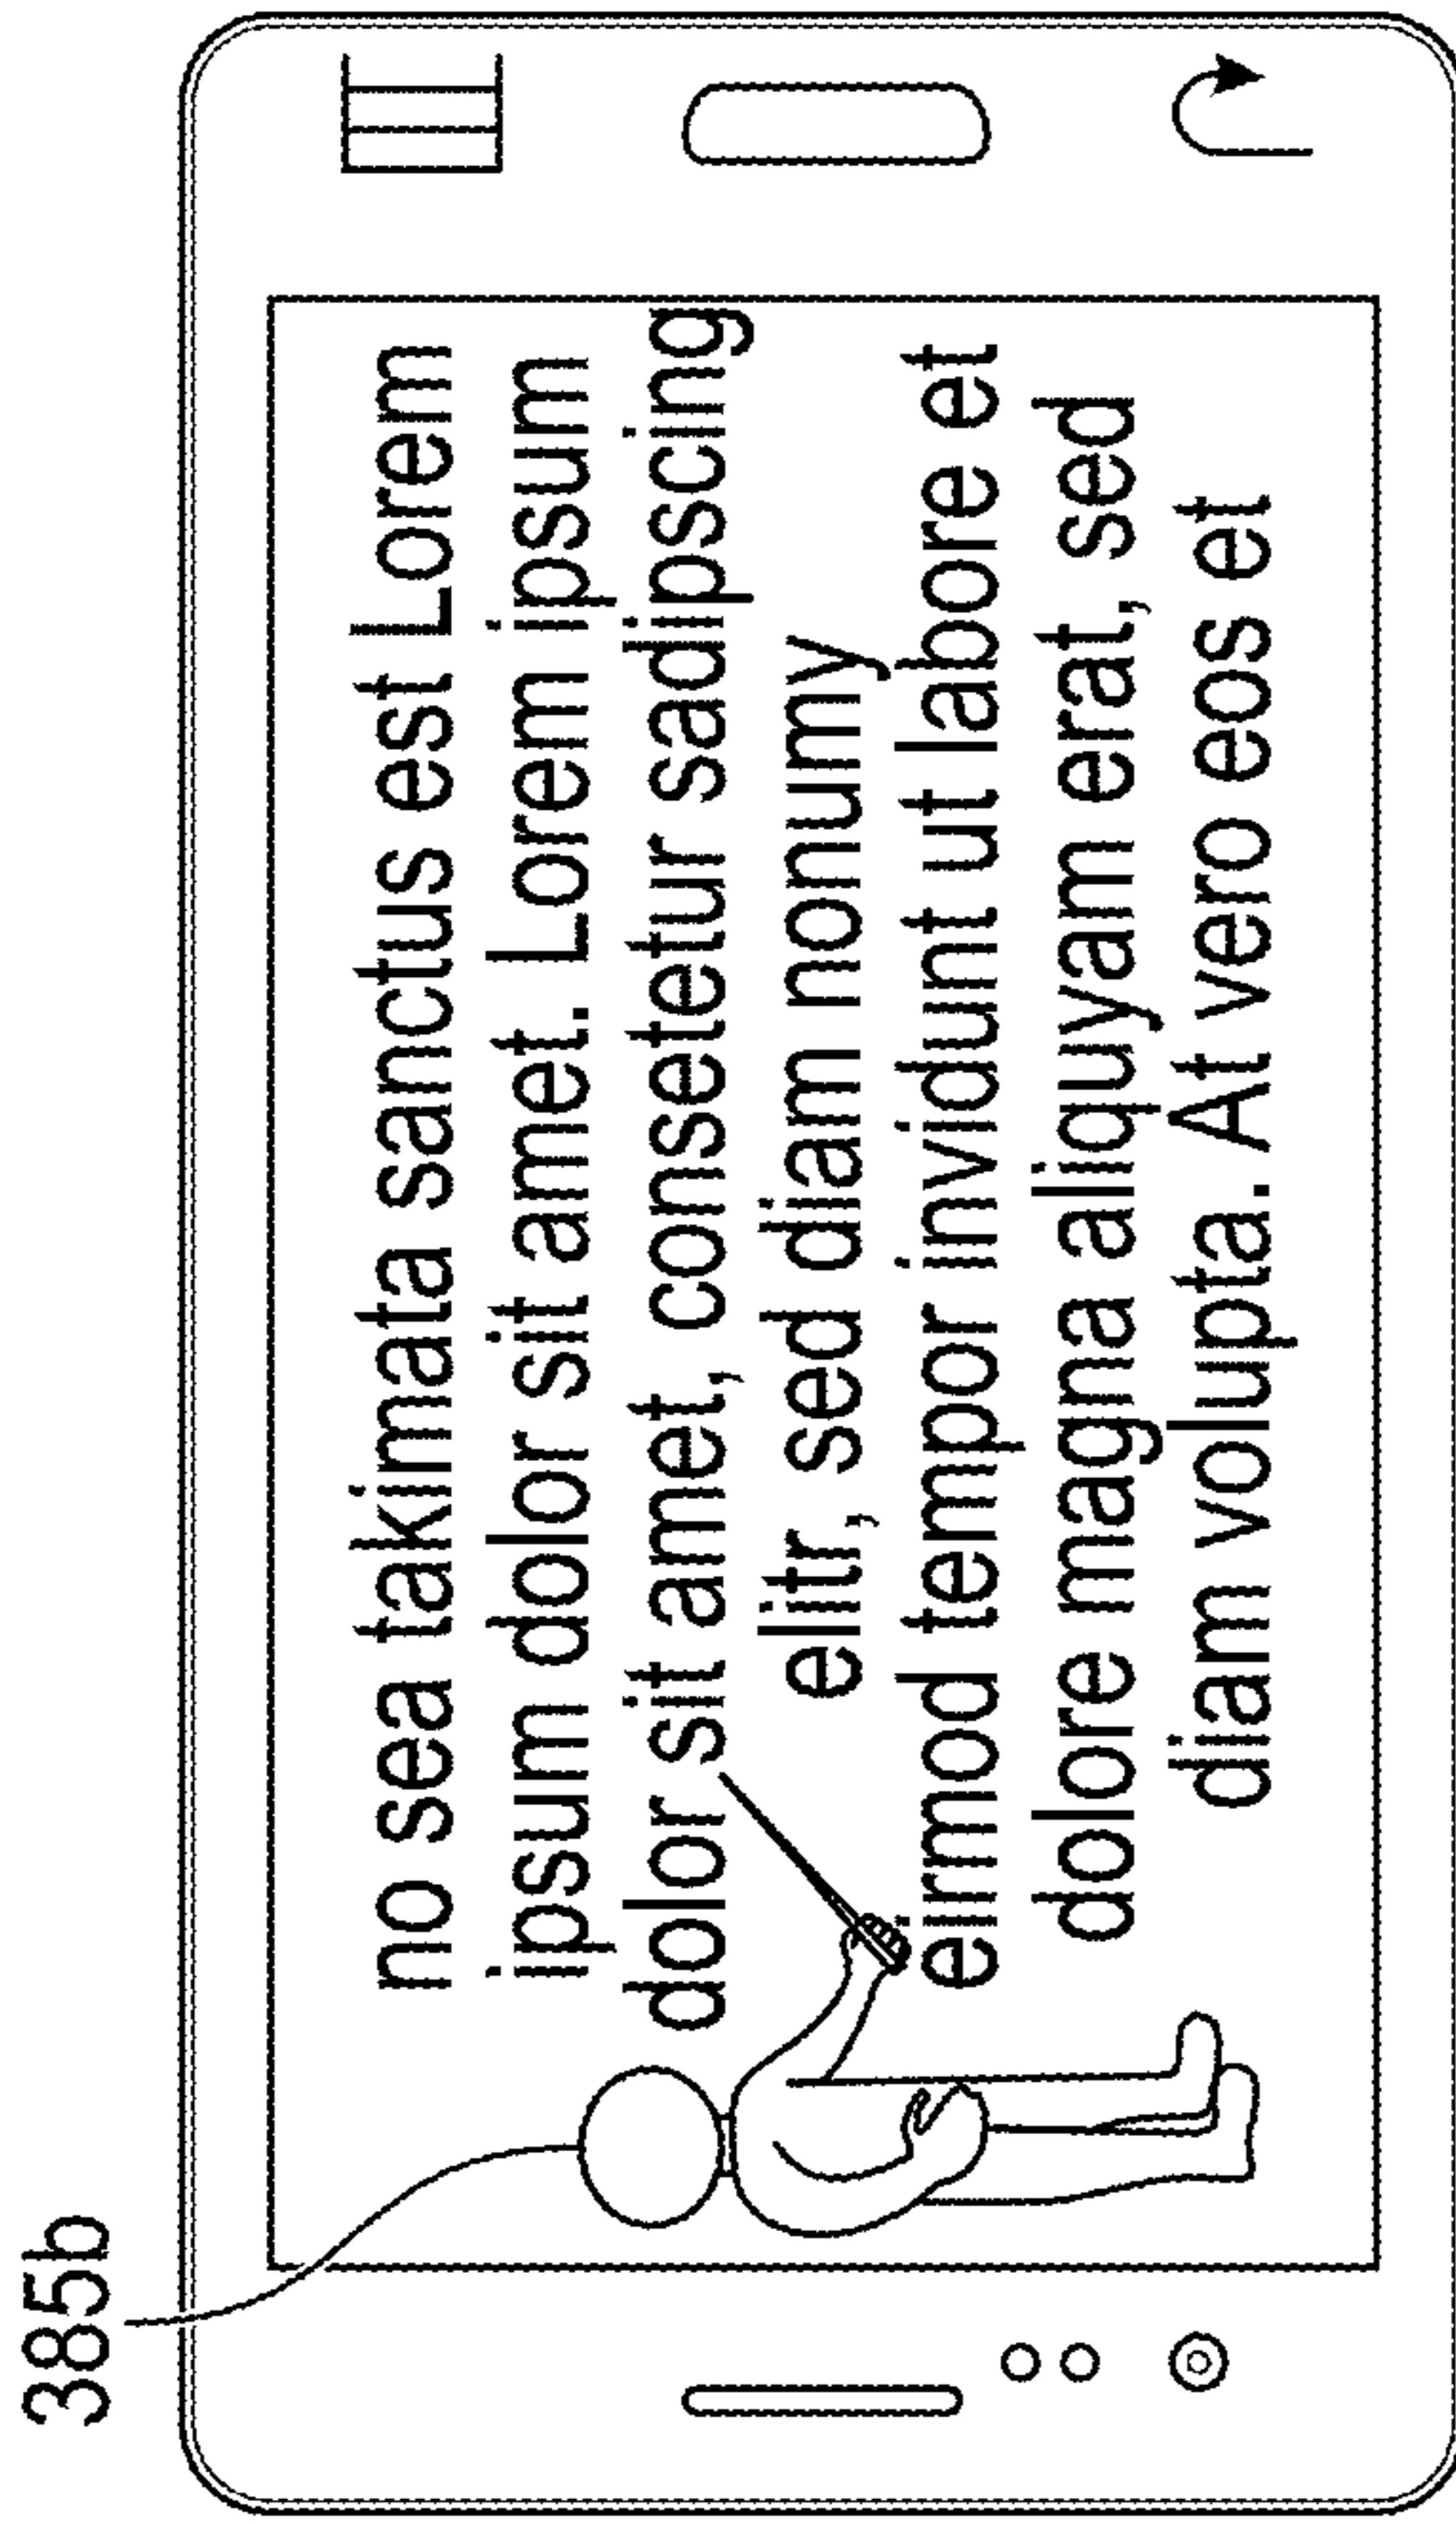 385b
no sea takimata sanctus est Lorem
ipsum dolor sit amet. Lorem ipsum
dolor sit amet, consetetur sadipscing
elitr, sed diam nonumy
eirmod tempor invidunt ut labore et
dolore magna aliquyam erat, sed
diam volupta. At vero eos et